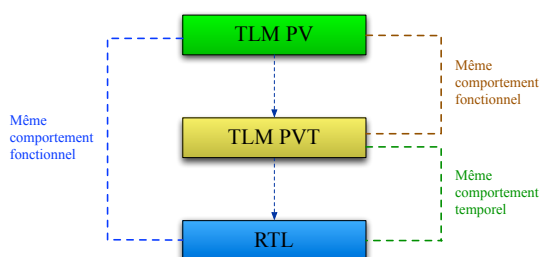 TLM PV
Même
comportement
fonctionnel
Même
comportement
fonctionnel
TLM PVT
Même
comportement
temporel
RTL